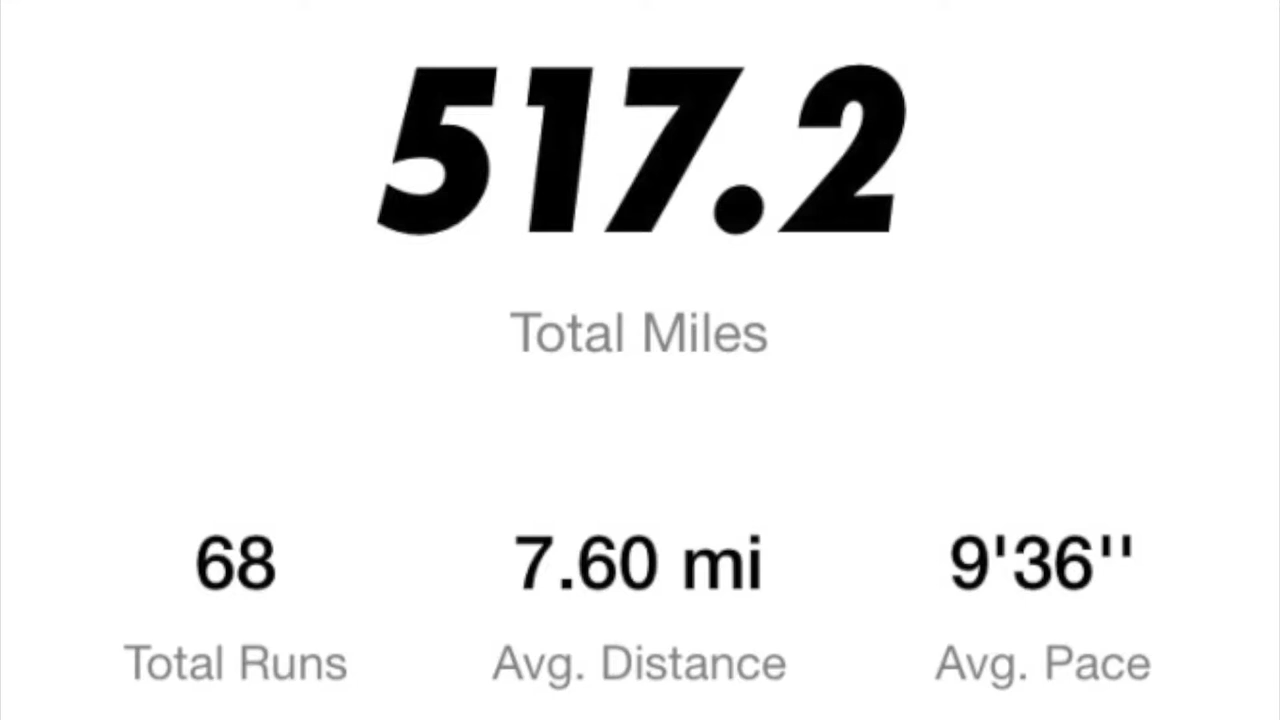 517.2
Total Miles
68 7.60 mi 9'36''
Total Runs Avg. Distance Avg. Pace